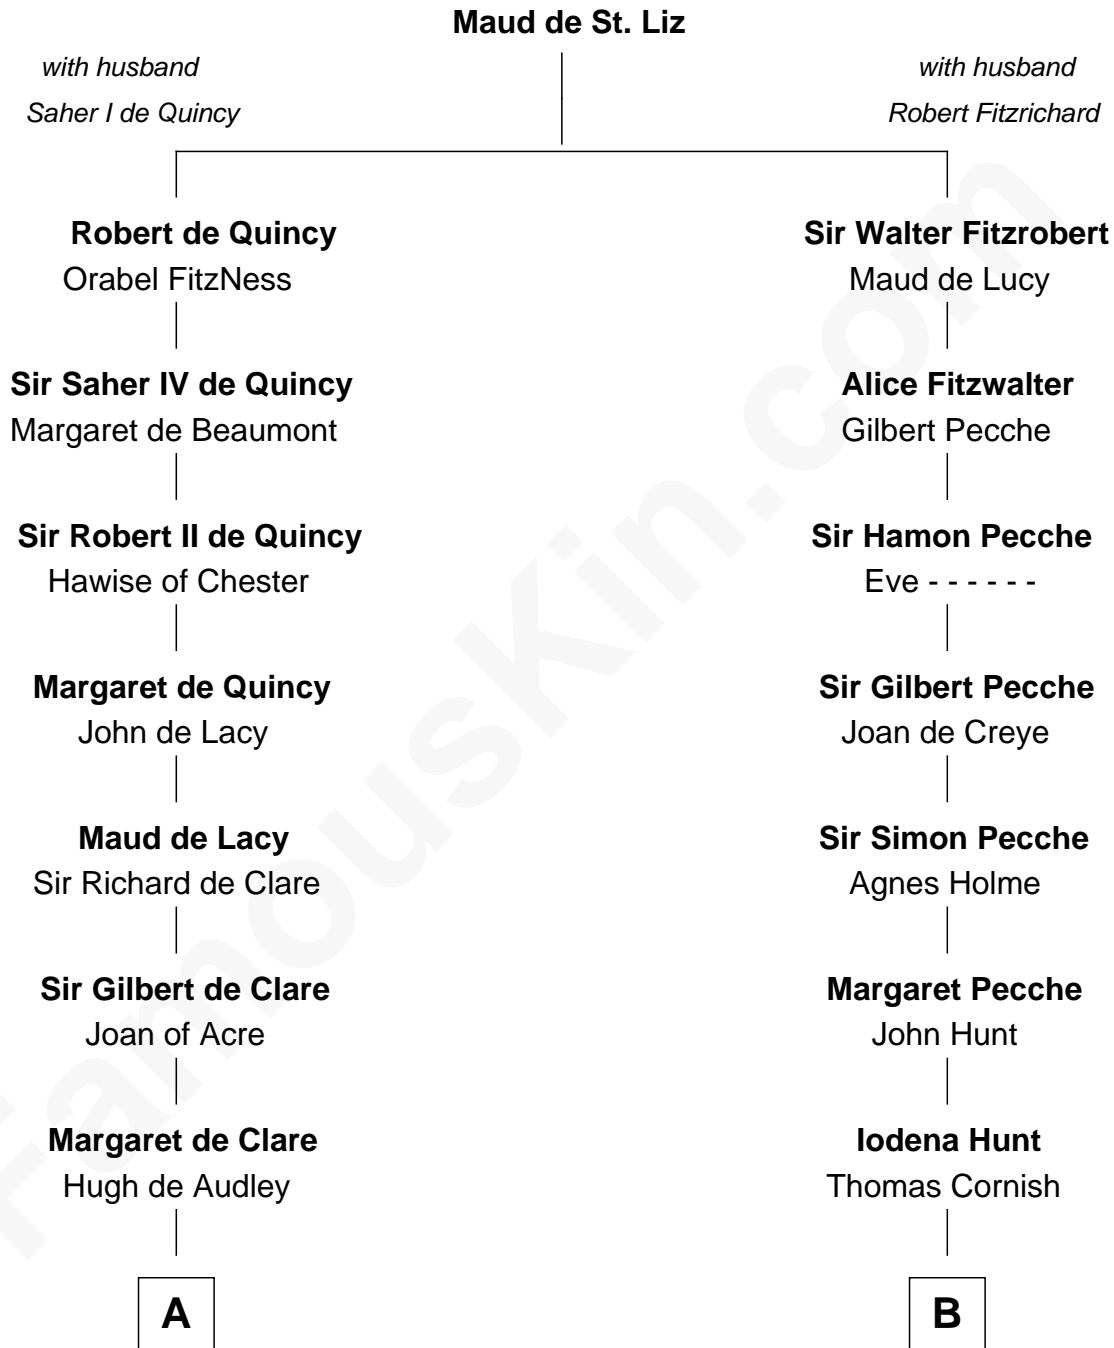 Maud de St. Liz
with husband
Saher I de Quincy
with husband
Robert Fitzrichard
Robert de Quincy
Orabel FitzNess
Sir Walter Fitzrobert
Maud de Lucy
Sir Saher IV de Quincy
Margaret de Beaumont
Alice Fitzwalter
Gilbert Pecche
Sir Robert II de Quincy
Hawise of Chester
Sir Hamon Pecche
Eve - - - - - -
Margaret de Quincy
John de Lacy
Sir Gilbert Pecche
Joan de Creye
Maud de Lacy
Sir Richard de Clare
Sir Simon Pecche
Agnes Holme
Sir Gilbert de Clare
Joan of Acre
Margaret Pecche
John Hunt
Margaret de Clare
Hugh de Audley
Iodena Hunt
Thomas Cornish
A
B
FamousKin.com